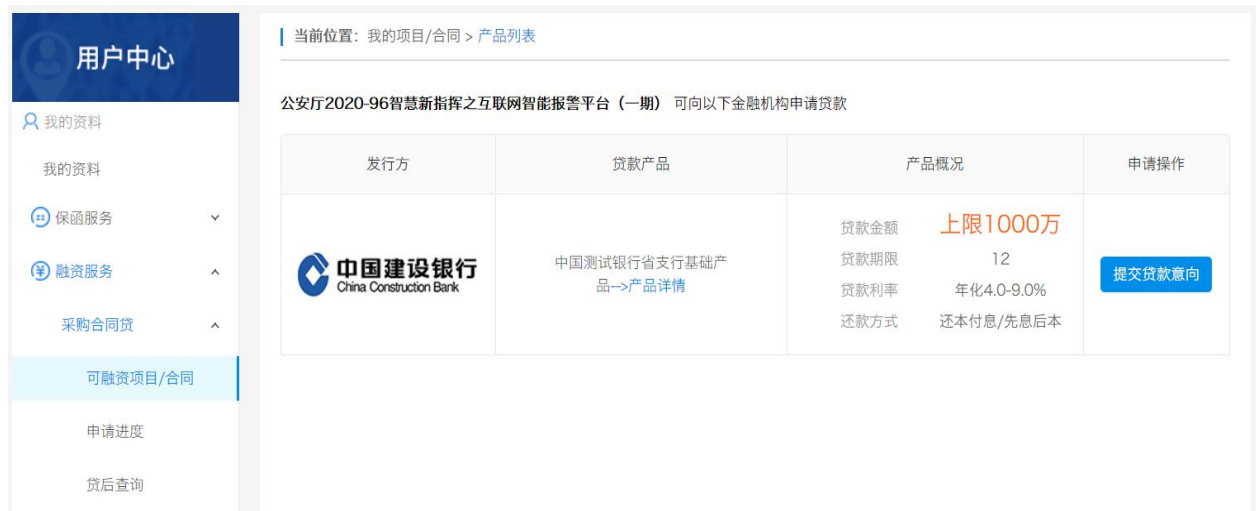 用户中心
我的资料
我的资料
保函服务
融资服务
采购合同贷
可融资项目/合同
申请进度
贷后查询
当前位置：我的项目/合同 > 产品列表
公安厅2020-96智慧新指挥之互联网智能报警平台（一期） 可向以下金融机构申请贷款
发行方 贷款产品 产品概况 申请操作
中国建设银行
China Construction Bank
中国测试银行省支行基础产
品-->产品详情
贷款金额 上限1000万
贷款期限 12
贷款利率 年化4.0-9.0%
还款方式 还本付息/先息后本
提交贷款意向